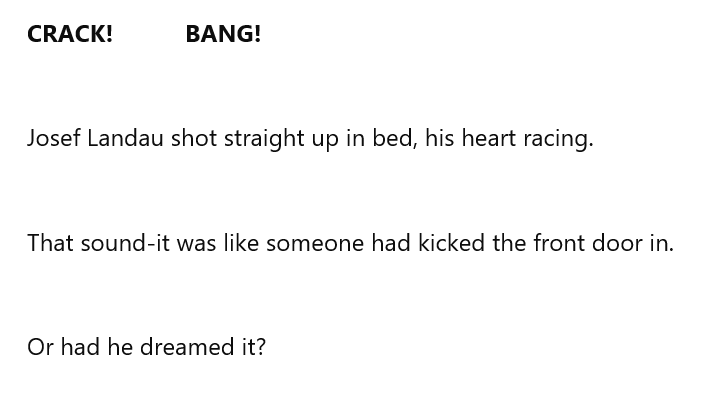 CRACK! BANG!
Josef Landau shot straight up in bed, his heart racing.
That sound-it was like someone had kicked the front door in.
Or had he dreamed it?